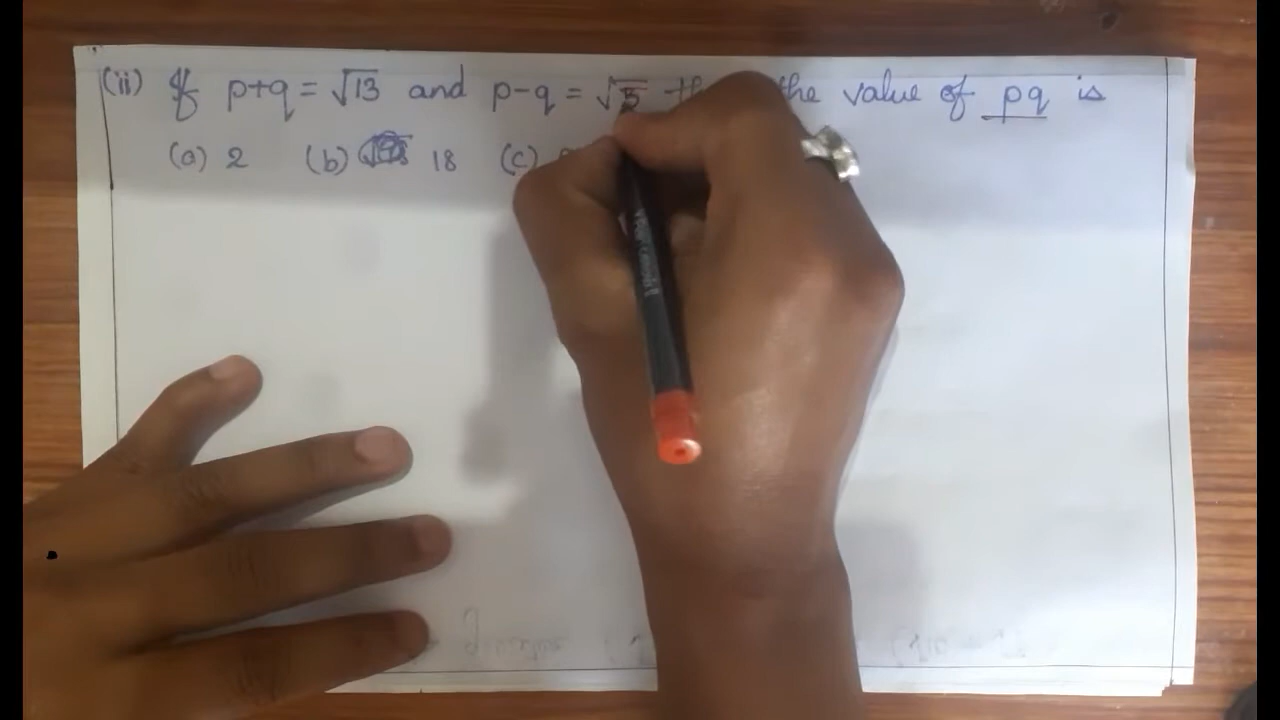 (ii) If p+q = √13 and p-q = √5 the value of pq is
(a) 2 (b) 18 (c)